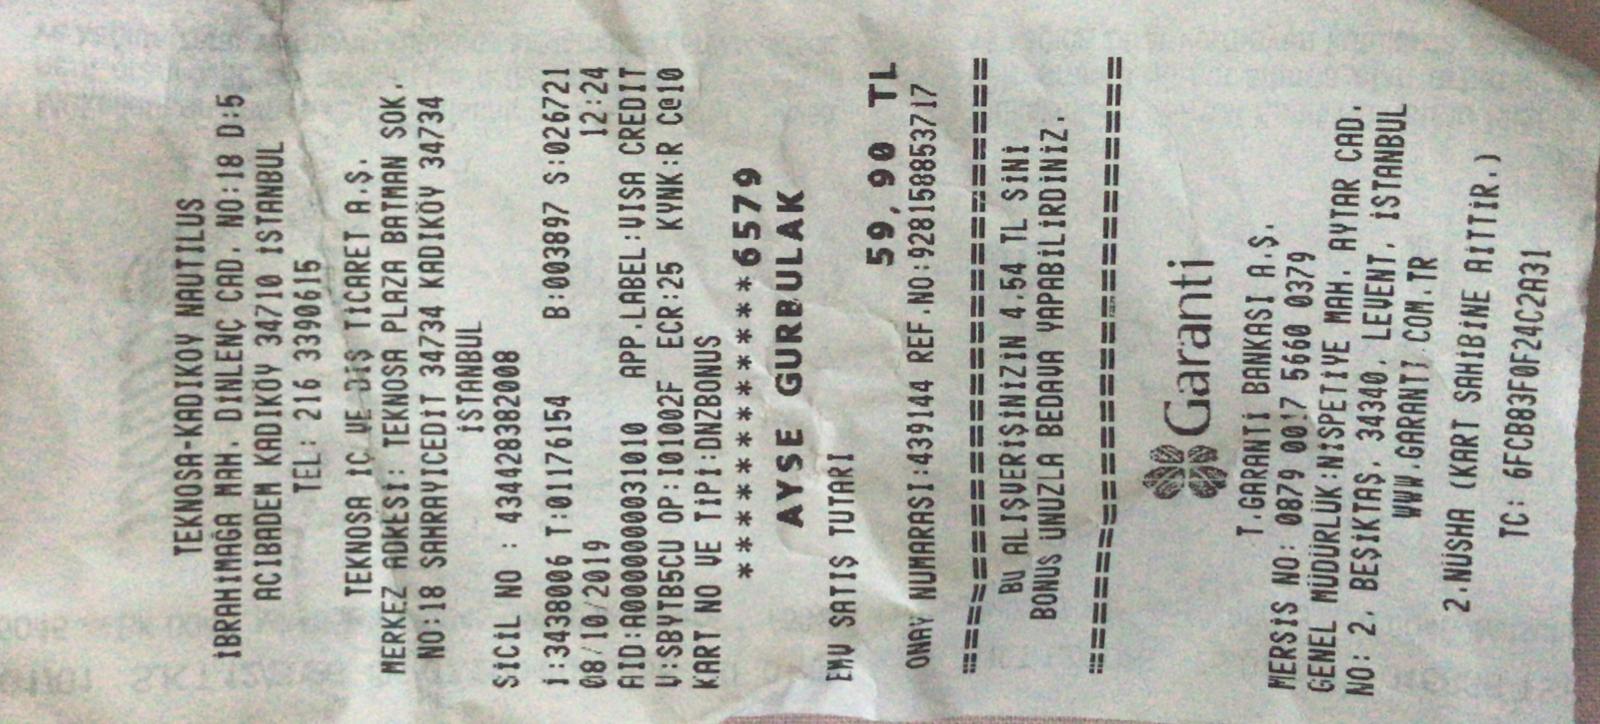 TEKNOSA-KADIKOY NAUTILUS
İBRAHİMAĞA MAH. DİNLENÇ CAD. NO:18 D:5
ACIBADEM KADIKÖY 34710 İSTANBUL
TEL: 216 3390615
TEKNOSA İÇ VE DIŞ TİCARET A.Ş.
MERKEZ ADRESİ: TEKNOSA PLAZA BATMAN SOK.
NO:18 SAHRAYICEDİT 34734 KADIKÖY 34734
İSTANBUL
SİCİL NO : 434428382008
İ:3438006 T:01176154 B:003897 S:026721
08/10/2019 12:24
AID:A0000000031010 APP.LABEL:VISA CREDIT
V:SBYTB5CU OP:I01002F ECR:25 KYNK:R C@10
KART NO VE TİPİ:DNZBONUS
************6579
AYSE GURBULAK
EMV SATIŞ TUTARI
59,90 TL
ONAY NUMARASI:439144 REF.NO:928158853717
BU ALIŞVERİŞİNİZİN 4.54 TL SİNİ
BONUS UNUZLA BEDAVA YAPABİLİRDİNİZ.
Garanti
T.GARANTİ BANKASI A.Ş.
MERSİS NO: 0879 0017 5660 0379
GENEL MÜDÜRLÜK:NİSPETİYE MAH. AYTAR CAD.
NO: 2, BEŞİKTAŞ, 34340, LEVENT, İSTANBUL
WWW.GARANTI.COM.TR
2.NÜSHA (KART SAHİBİNE AİTTİR.)
TC: 6FCB83F0F24C2A31